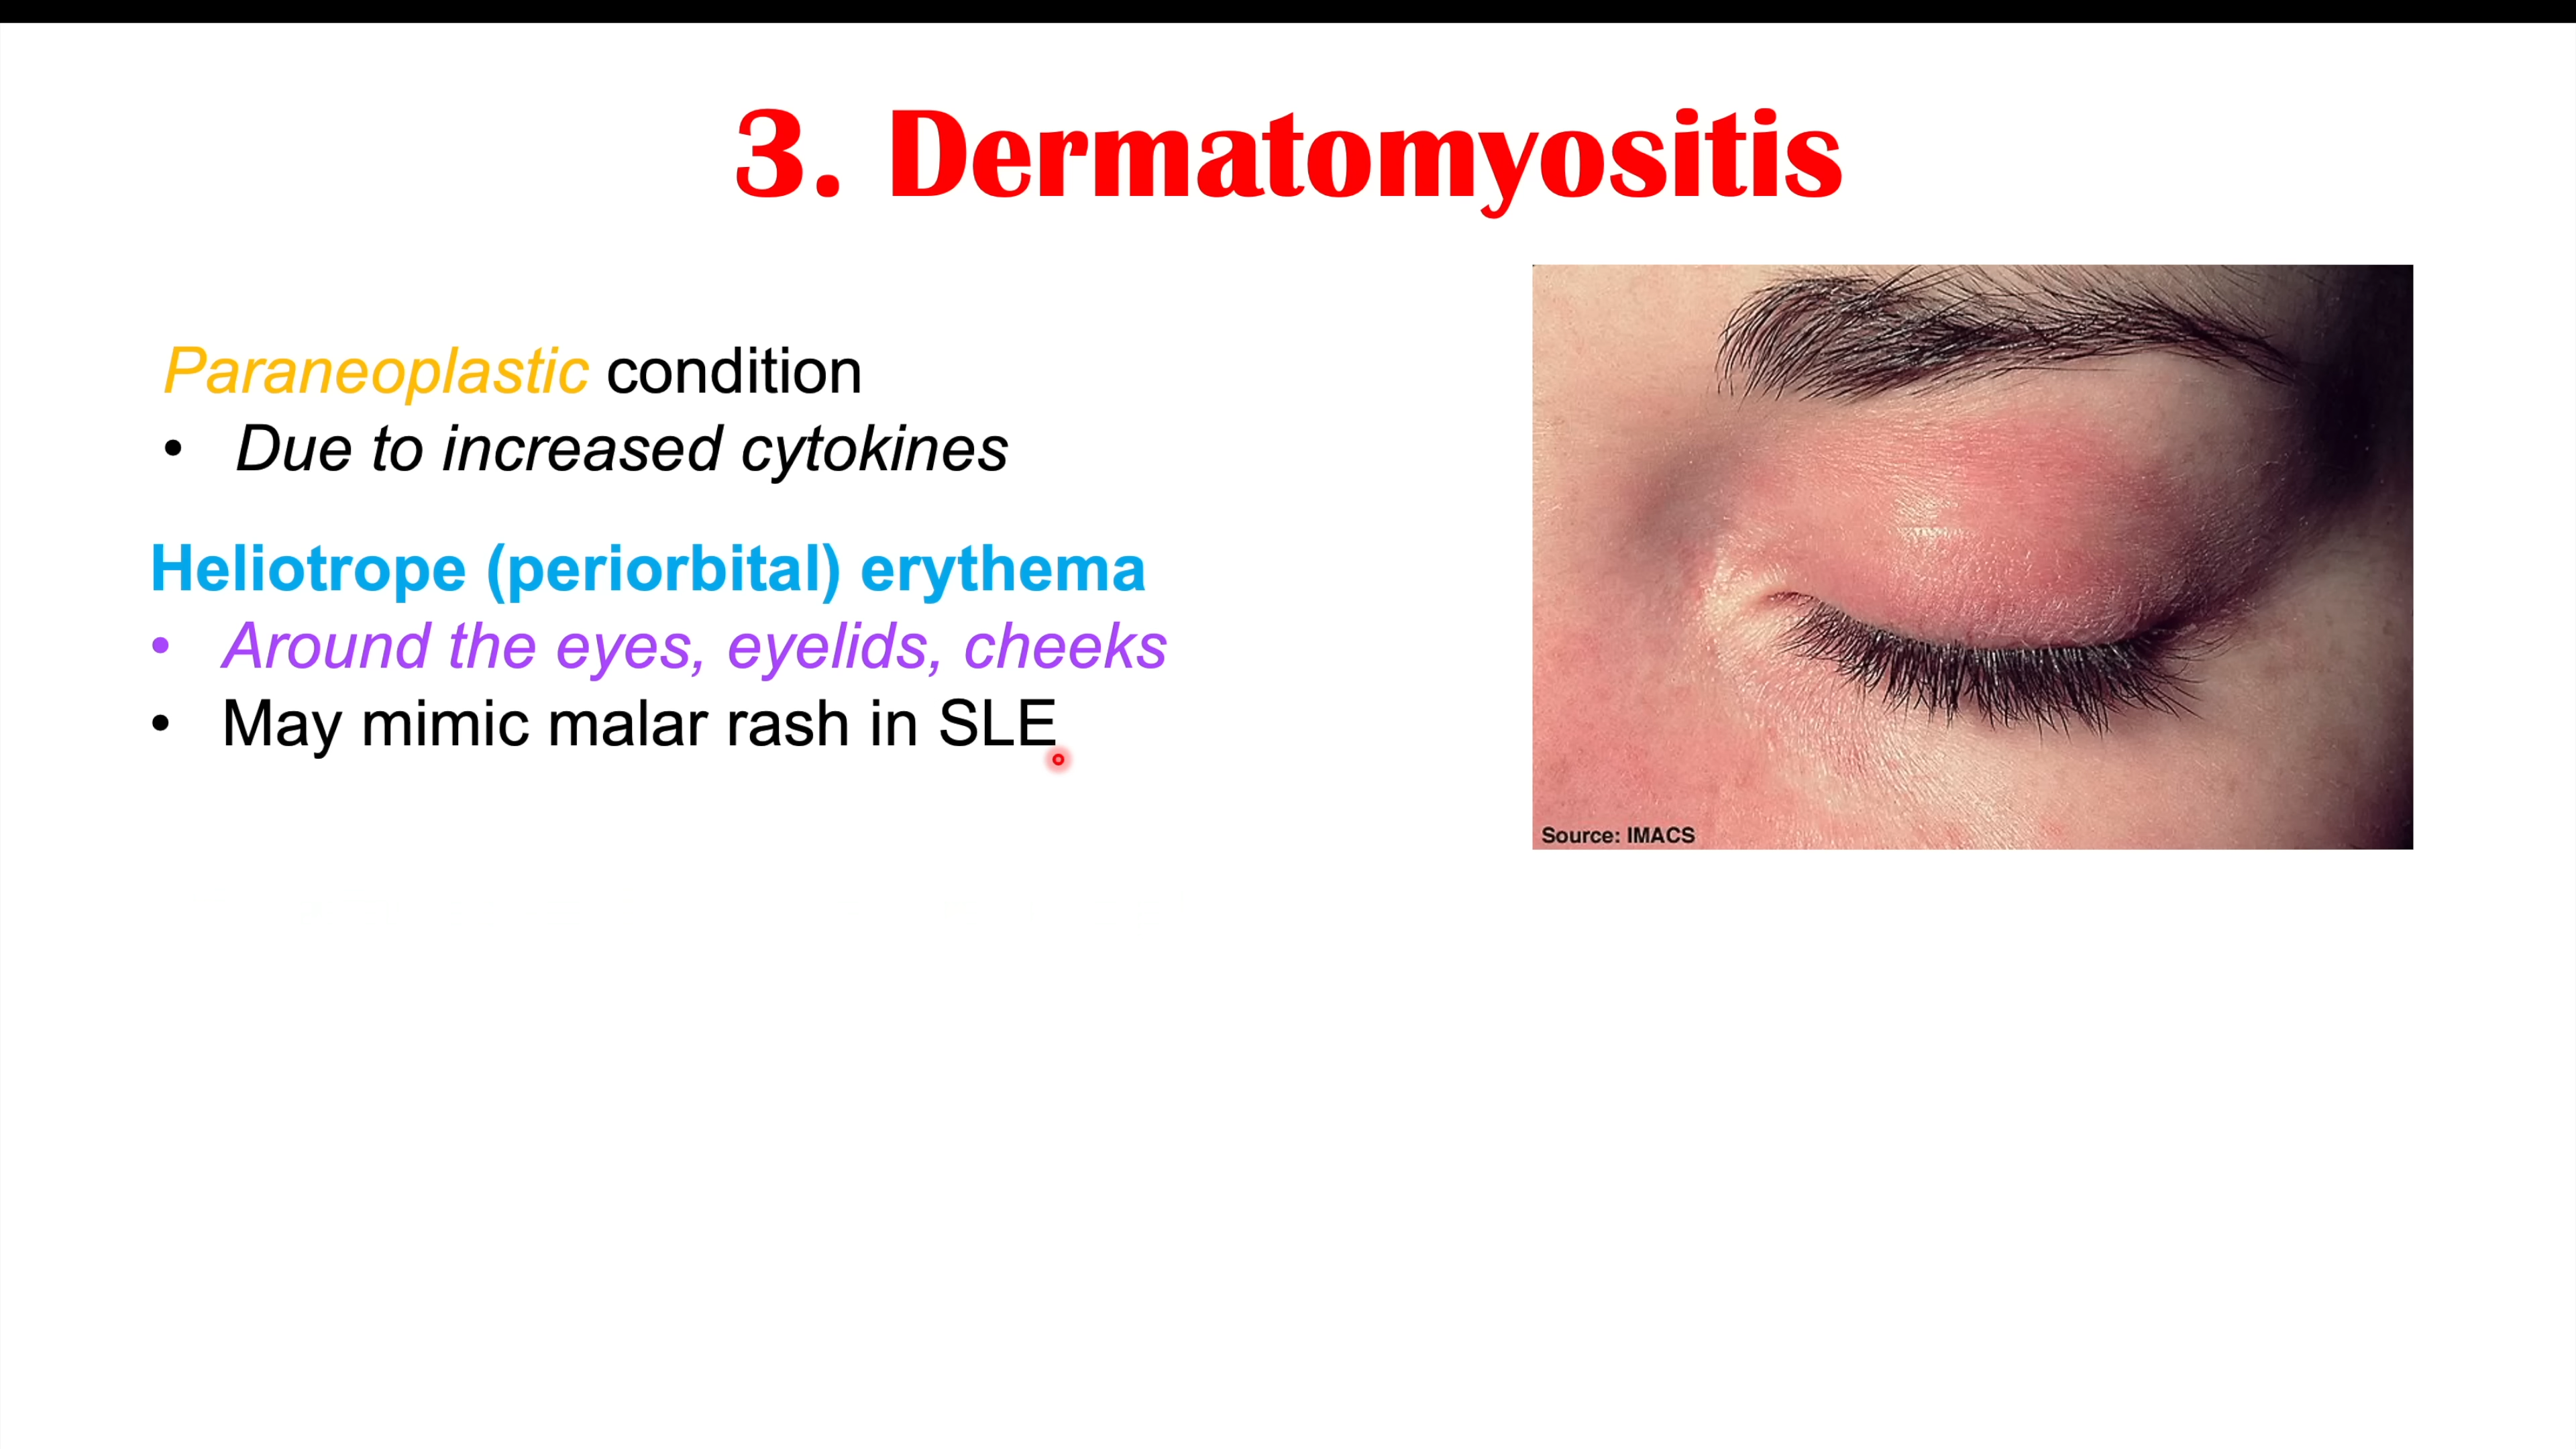 3. Dermatomyositis
Paraneoplastic condition
• Due to increased cytokines
Heliotrope (periorbital) erythema
• Around the eyes, eyelids, cheeks
• May mimic malar rash in SLE
Source: IMACS